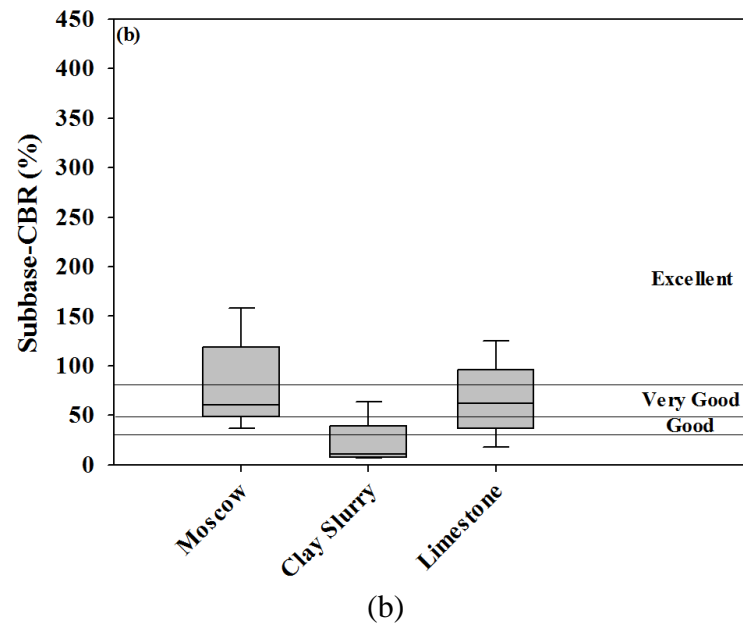 (b)
450
400
350
300
250
200
150
100
50
0
Subbase-CBR (%)
Excellent
Very Good
Good
Moscow
Clay Slurry
Limestone
(b)